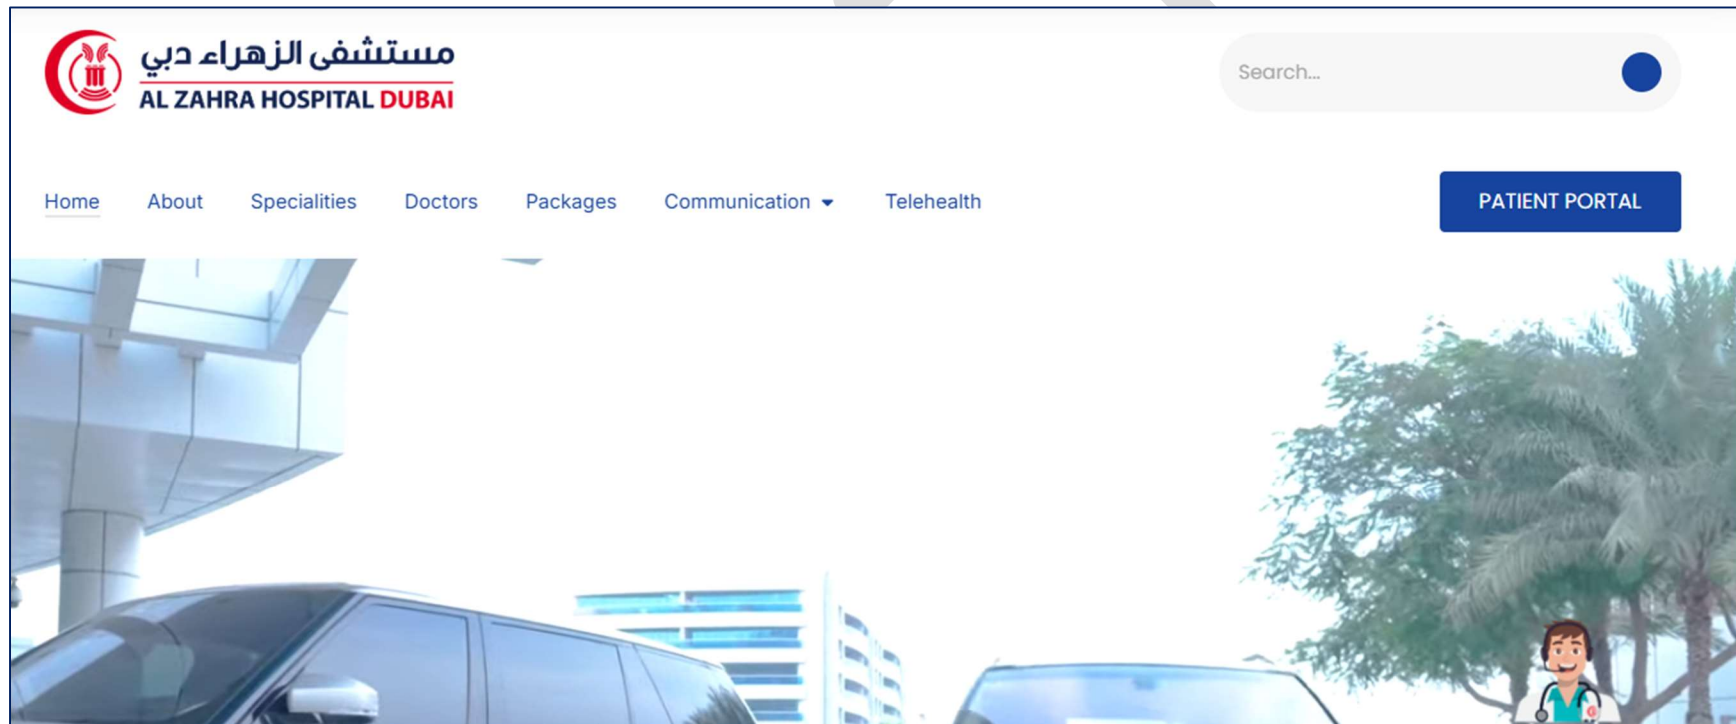 مستشفى الزهراء دبي
AL ZAHRA HOSPITAL DUBAI
Search...
Home About Specialities Doctors Packages Communication Telehealth
PATIENT PORTAL